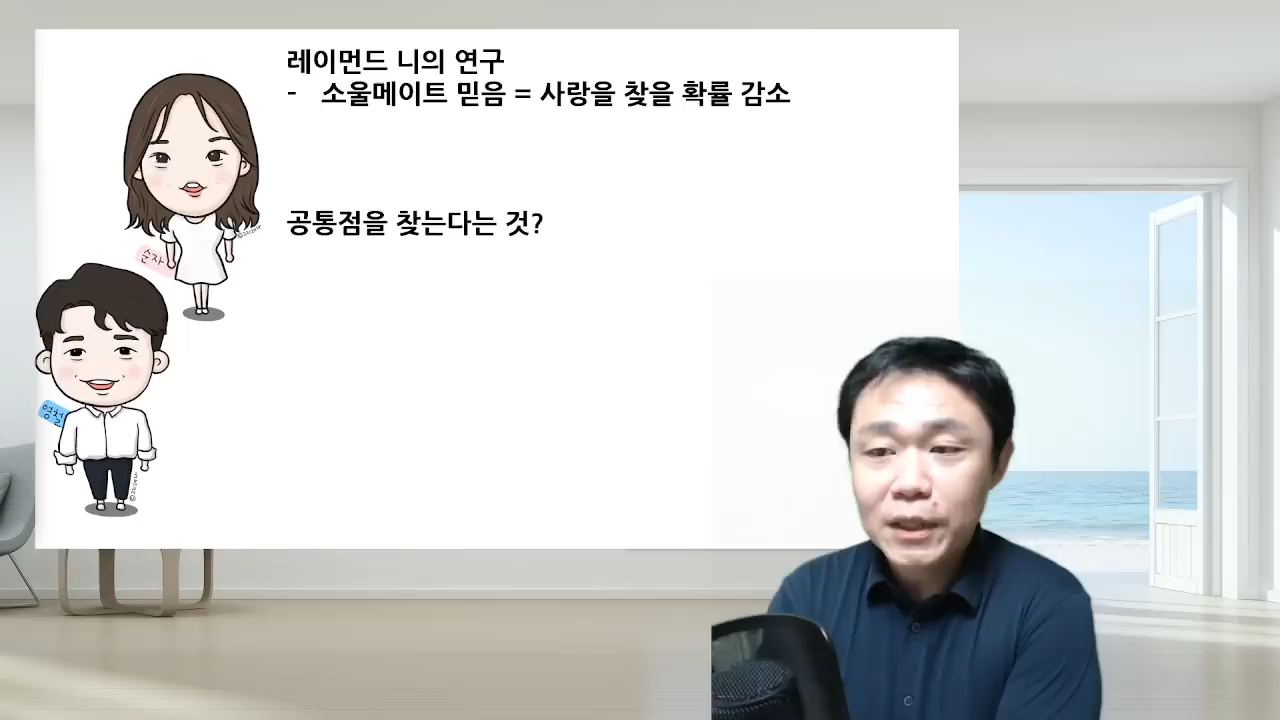 레이먼드 니의 연구
- 소울메이트 믿음 = 사랑을 찾을 확률 감소
공통점을 찾는다는 것?
순자
영철